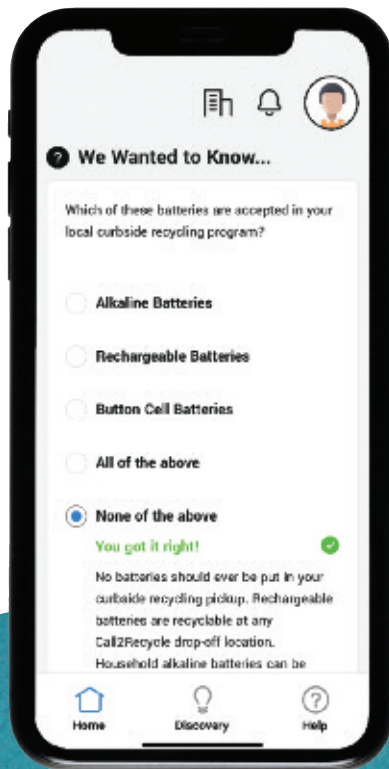 We Wanted to Know...
Which of these batteries are accepted in your
local curbside recycling program?
Alkaline Batteries
Rechargeable Batteries
Button Cell Batteries
All of the above
None of the above
You got it right!
No batteries should ever be put in your
curbside recycling pickup. Rechargeable
batteries are recyclable at any
Call2Recycle drop-off location.
Household alkaline batteries can be
Home Discovery Help